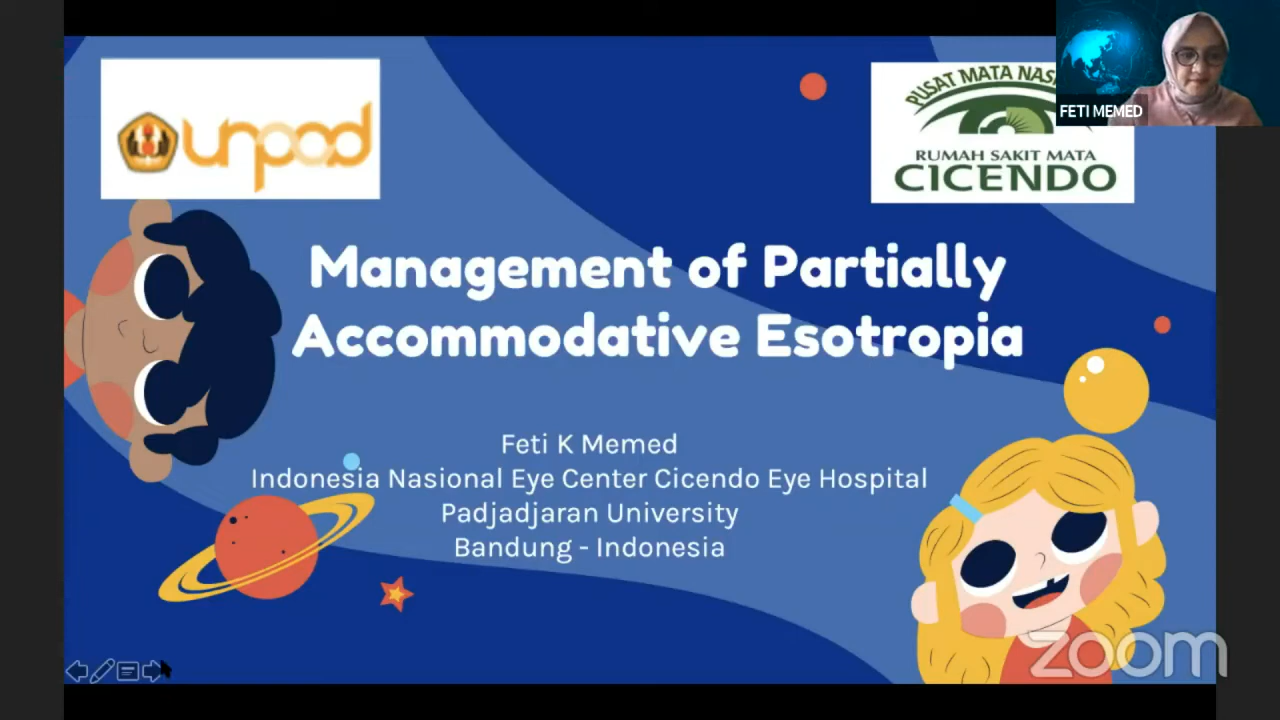 unpad
PUSAT MATA NAS
RUMAH SAKIT MATA
CICENDO
FETI MEMED
Management of Partially
Accommodative Esotropia
Feti K Memed
Indonesia Nasional Eye Center Cicendo Eye Hospital
Padjadjaran University
Bandung - Indonesia
zoom